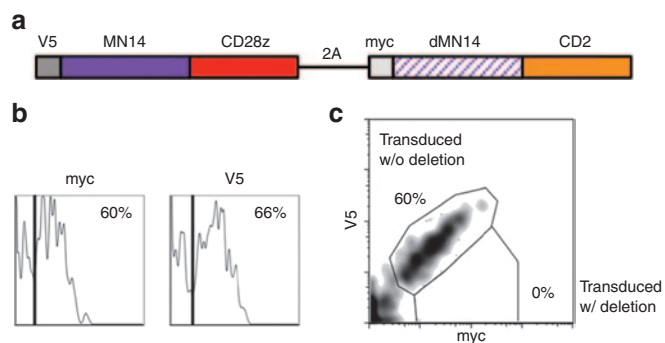 a
V5 MN14 CD28z 2A myc dMN14 CD2
b
myc V5
60% 66%
c
Transduced
w/o deletion
60%
V5
0%
Transduced
w/ deletion
myc